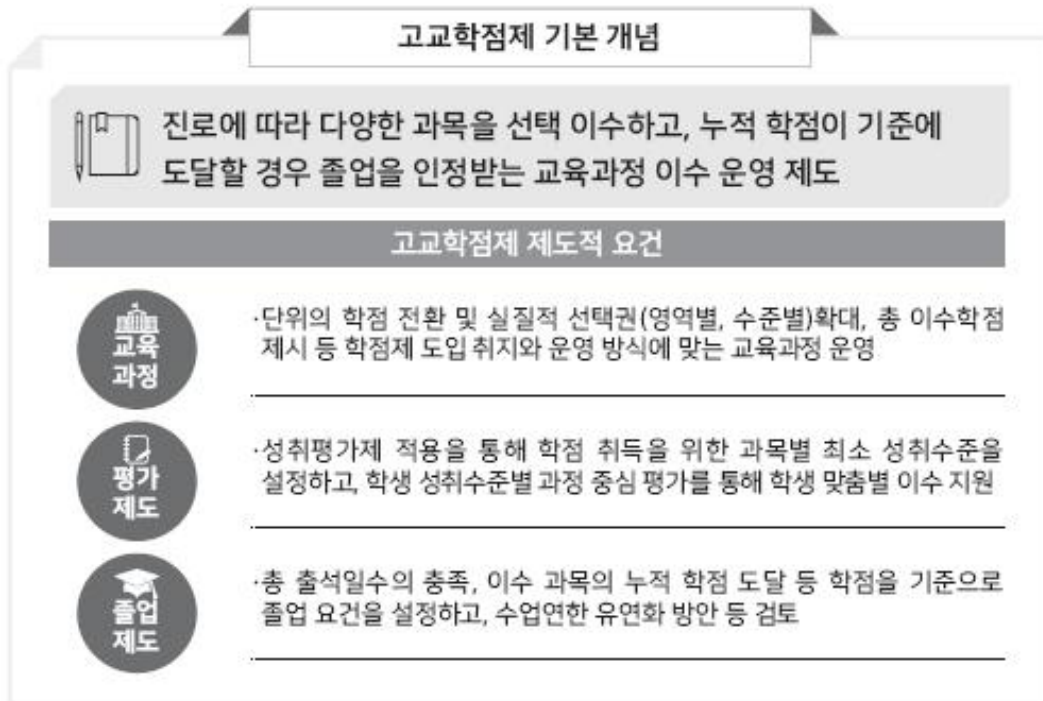 고교학점제 기본 개념
진로에 따라 다양한 과목을 선택 이수하고, 누적 학점이 기준에
도달할 경우 졸업을 인정받는 교육과정 이수 운영 제도
고교학점제 제도적 요건
교육
과정
·단위의 학점 전환 및 실질적 선택권(영역별, 수준별)확대, 총 이수학점
제시 등 학점제 도입 취지와 운영 방식에 맞는 교육과정 운영
평가
제도
·성취평가제 적용을 통해 학점 취득을 위한 과목별 최소 성취수준을
설정하고, 학생 성취수준별 과정 중심 평가를 통해 학생 맞춤별 이수 지원
졸업
제도
·총 출석일수의 충족, 이수 과목의 누적 학점 도달 등 학점을 기준으로
졸업 요건을 설정하고, 수업연한 유연화 방안 등 검토